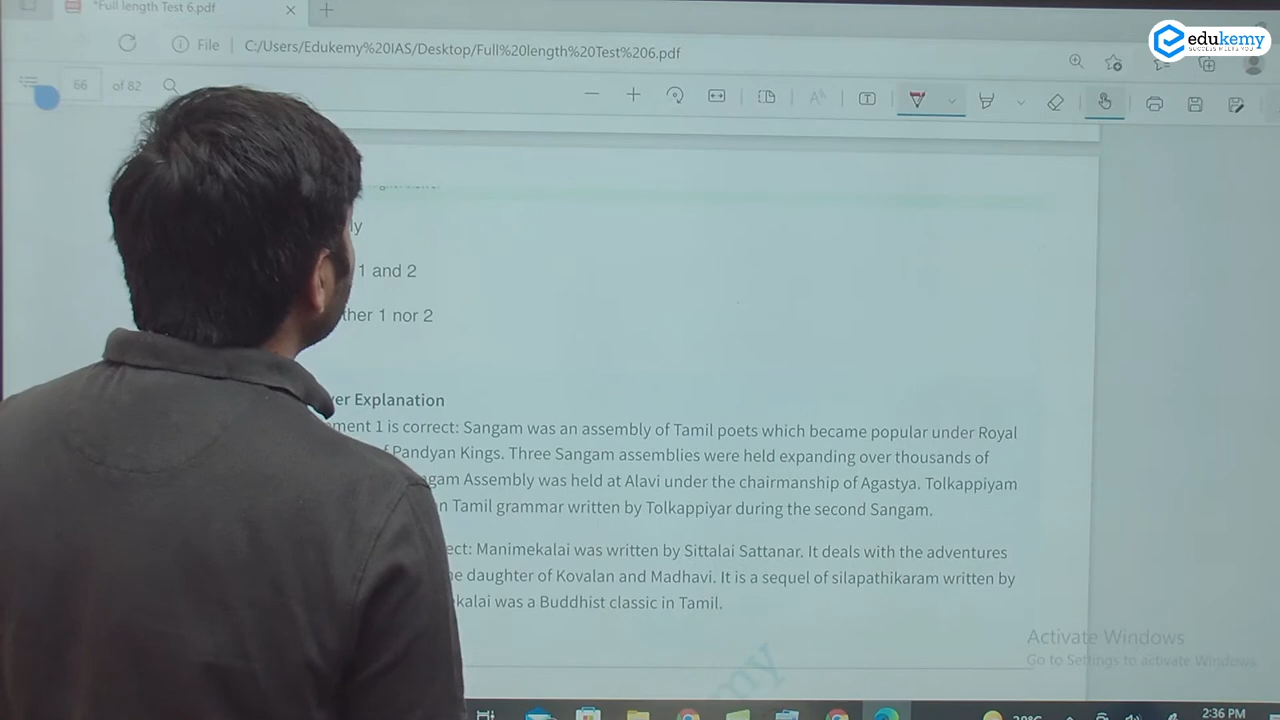 *Full length Test 6.pdf
File C:/Users/Edukemy%20IAS/Desktop/Full%20length%20Test%206.pdf
edukemy
SUCCESS MEETS YOU
66 of 82
ly
1 and 2
ther 1 nor 2
er Explanation
ment 1 is correct: Sangam was an assembly of Tamil poets which became popular under Royal
f Pandyan Kings. Three Sangam assemblies were held expanding over thousands of
gam Assembly was held at Alavi under the chairmanship of Agastya. Tolkappiyam
n Tamil grammar written by Tolkappiyar during the second Sangam.
ect: Manimekalai was written by Sittalai Sattanar. It deals with the adventures
e daughter of Kovalan and Madhavi. It is a sequel of silapathikaram written by
kalai was a Buddhist classic in Tamil.
my
Activate Windows
Go to Settings to activate Windows.
2:36 PM